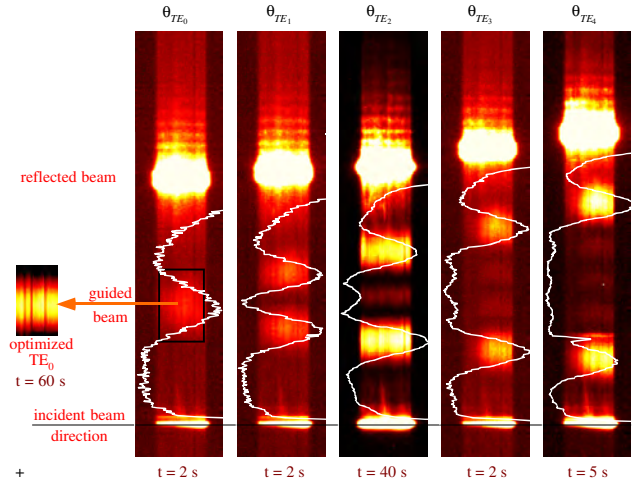 θTE0 θTE1 θTE2 θTE3 θTE4
reflected beam
guided
beam
optimized
TE0
t = 60 s
incident beam
direction
+ t = 2 s t = 2 s t = 40 s t = 2 s t = 5 s